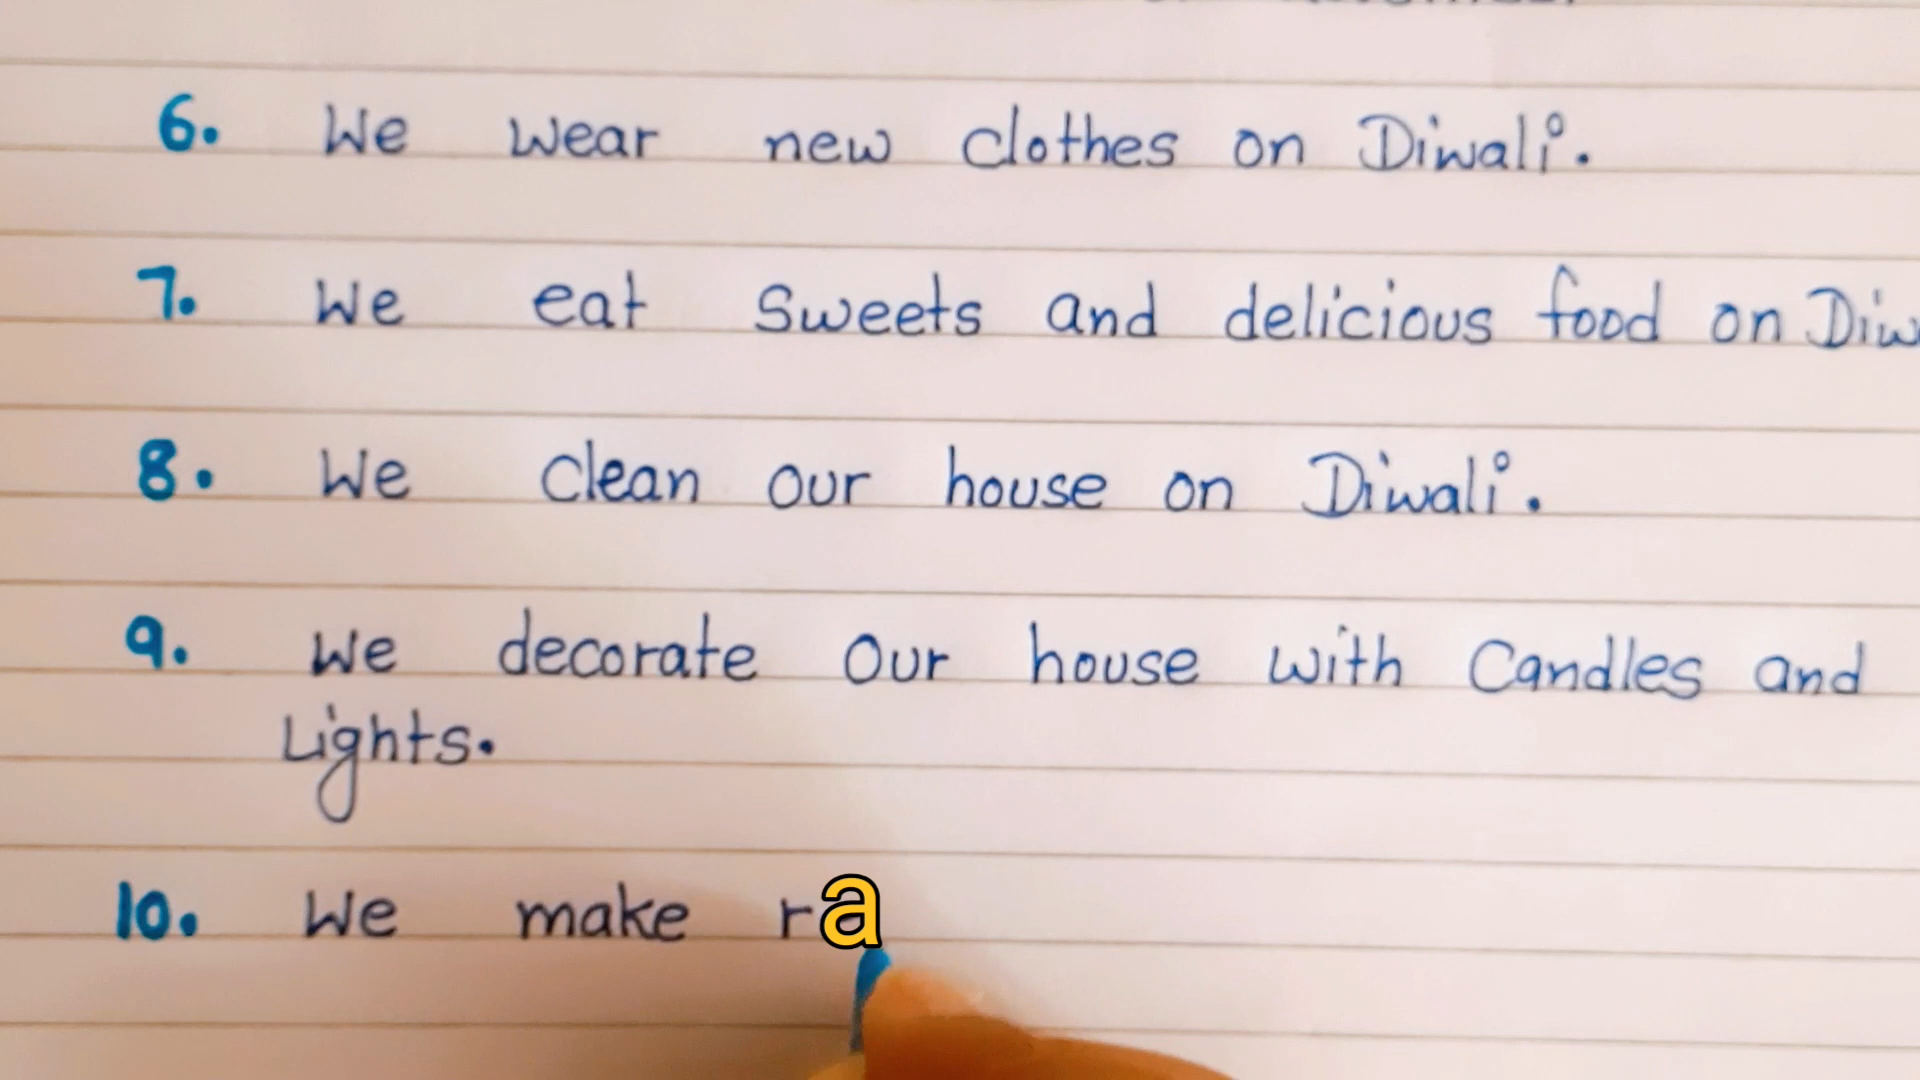 6. We wear new clothes on Diwali.
7. We eat sweets and delicious food on Diw
8. We clean our house on Diwali.
9. We decorate our house with Candles and
Lights.
10. We make ra